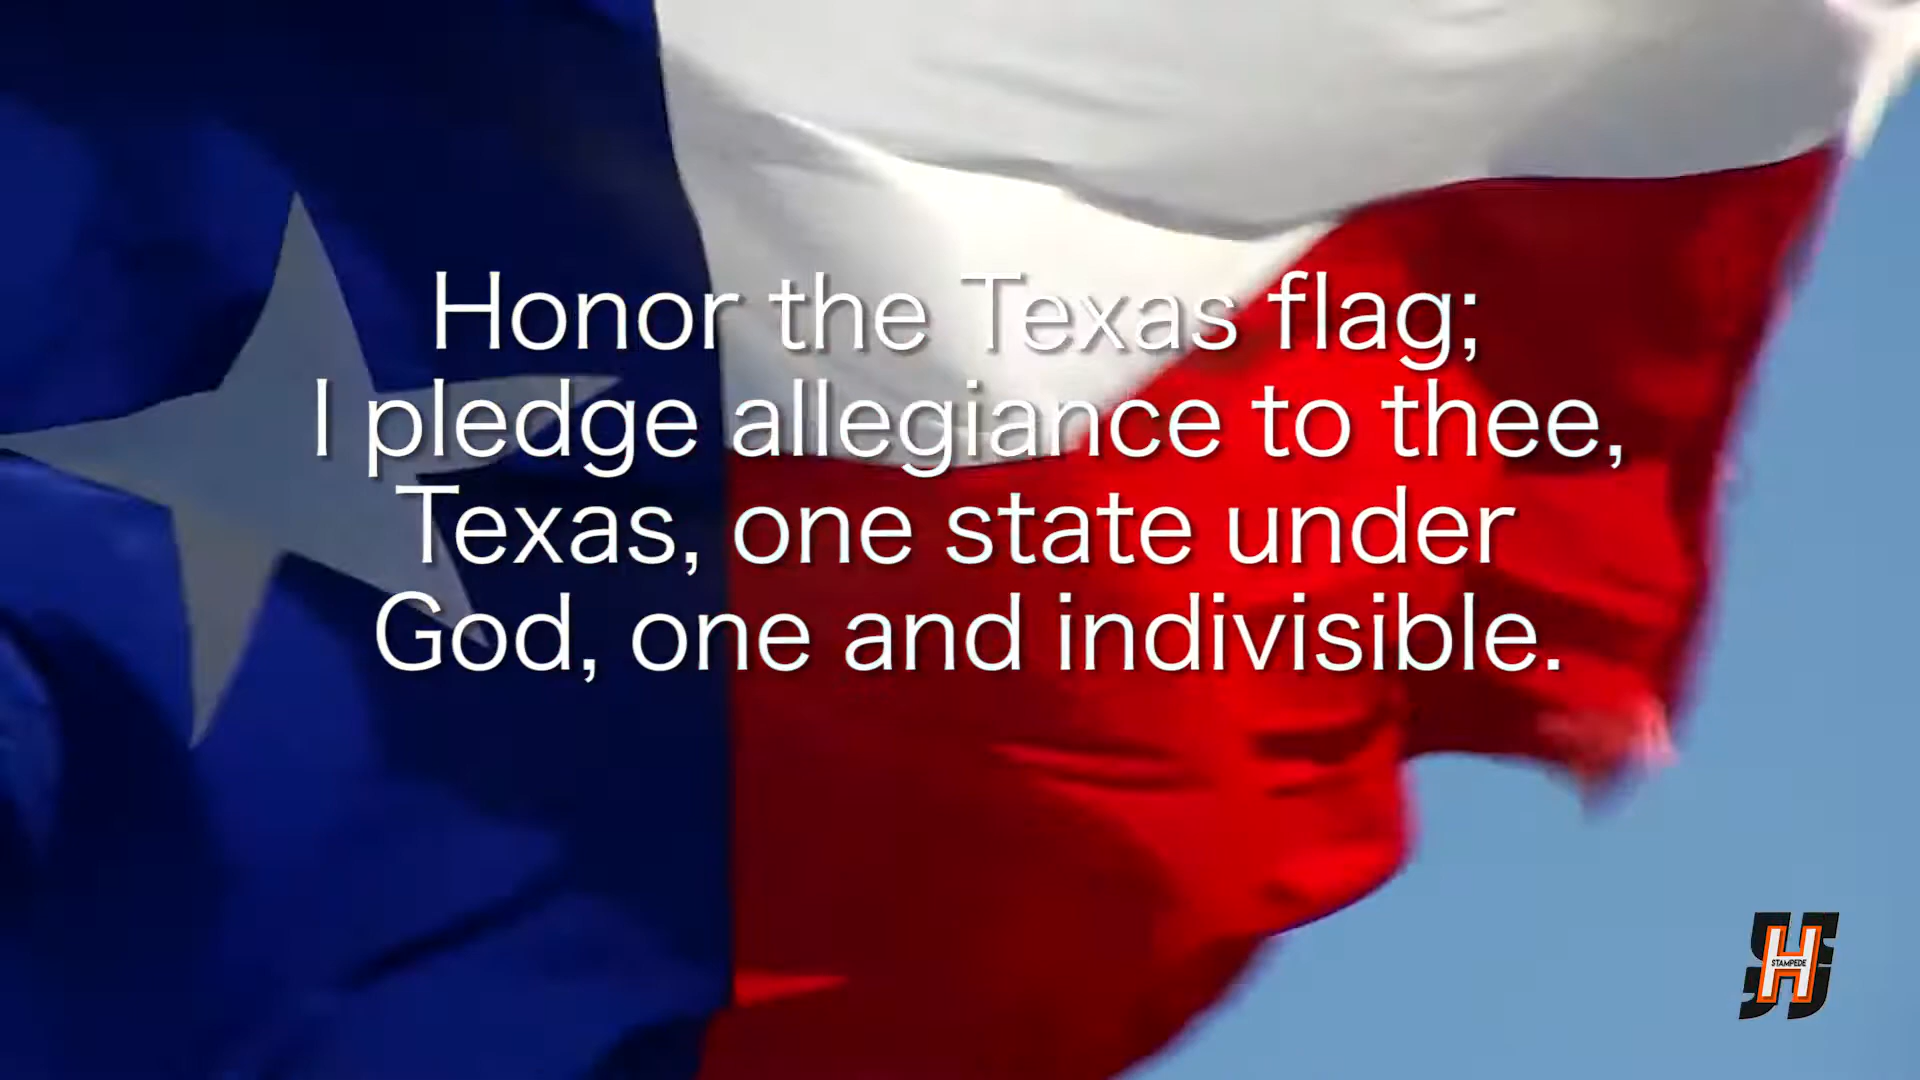 Honor the Texas flag;
I pledge allegiance to thee,
Texas, one state under
God, one and indivisible.
H
STAMPEDE